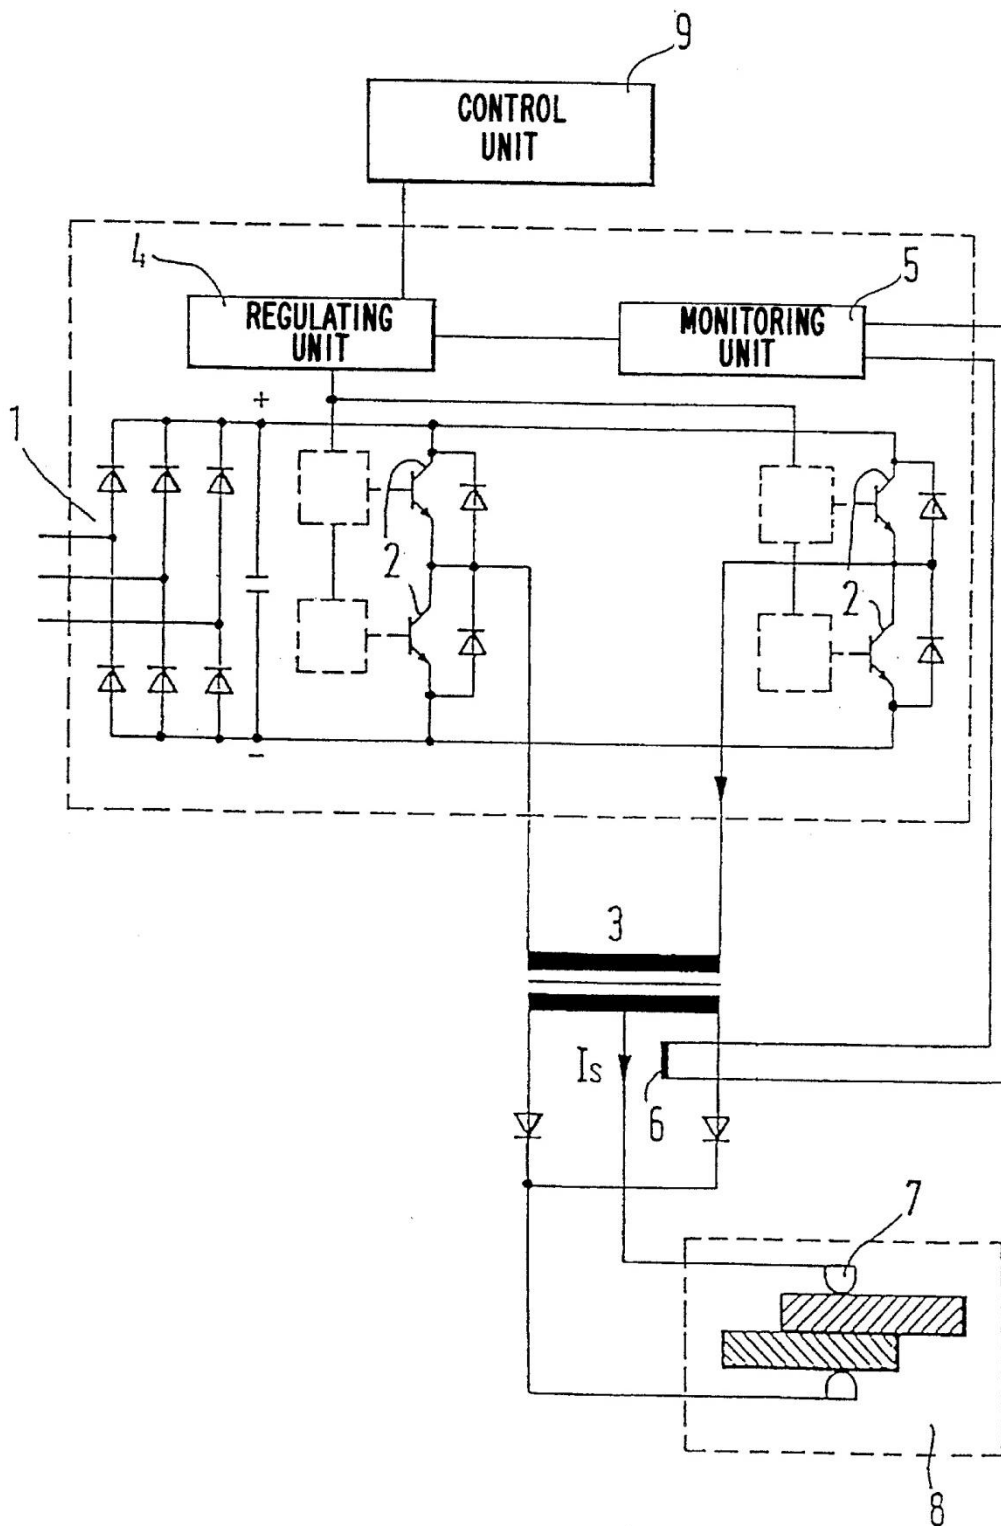 9
CONTROL
UNIT
4
5
REGULATING
UNIT
MONITORING
UNIT
1
+
2
2
−
3
Is
6
7
8